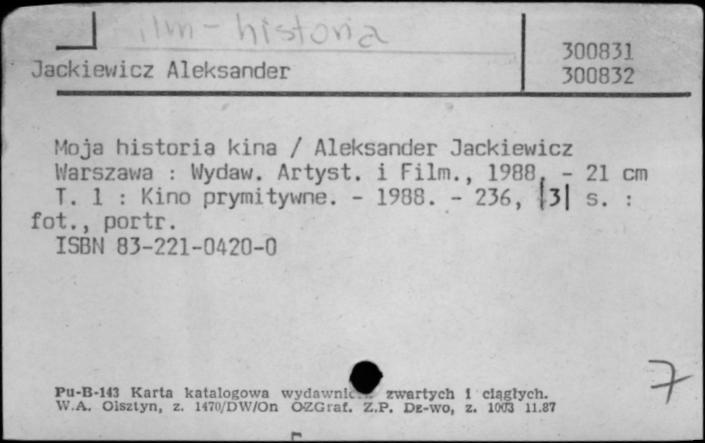 film - historia
300831
Jackiewicz Aleksander
300832
Moja historia kina / Aleksander Jackiewicz
Warszawa : Wydaw. Artyst. i Film., 1988. - 21 cm
T. 1 : Kino prymitywne. - 1988. - 236, |3| s. :
fot., portr.
ISBN 83-221-0420-0
7
Pu-B-143 Karta katalogowa zwartych i ciągłych.
W.A. Olsztyn, z. 1470/DW/On OZGraf. Z.P. Dz-wo, z. 1003 11.87